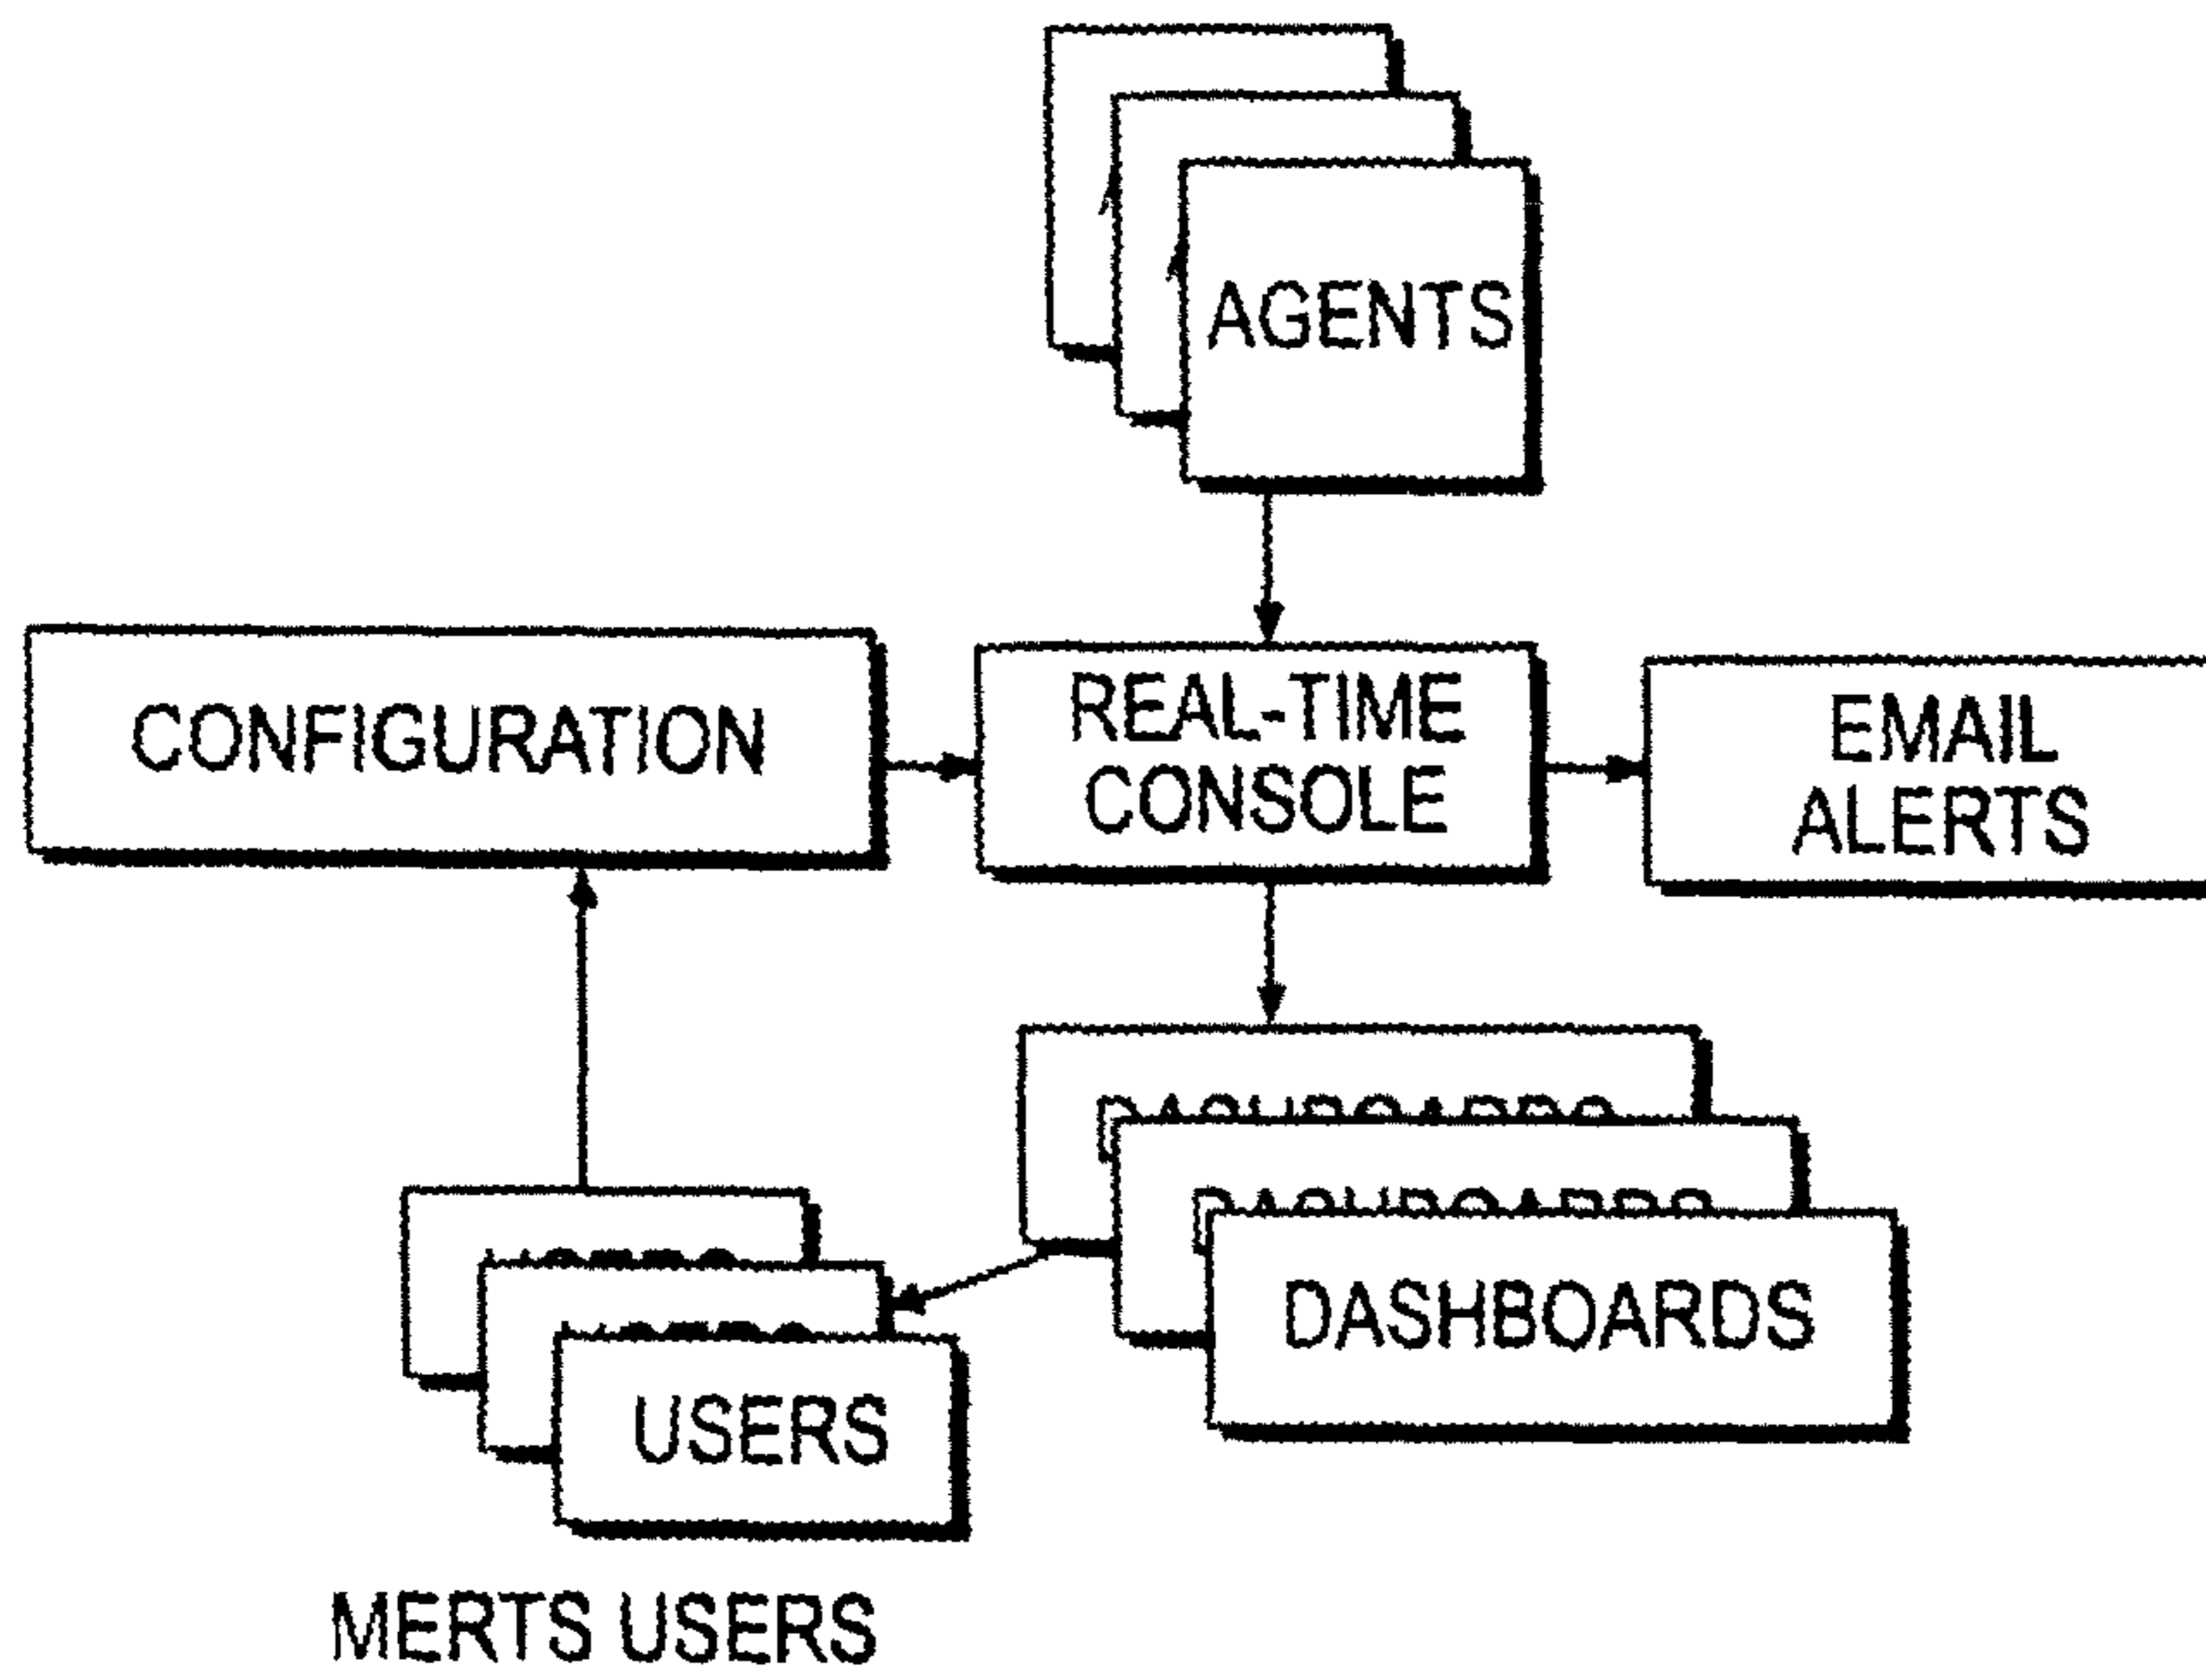 AGENTS
CONFIGURATION
REAL-TIME
CONSOLE
EMAIL
ALERTS
DASHBOARDS
USERS
MERTS USERS